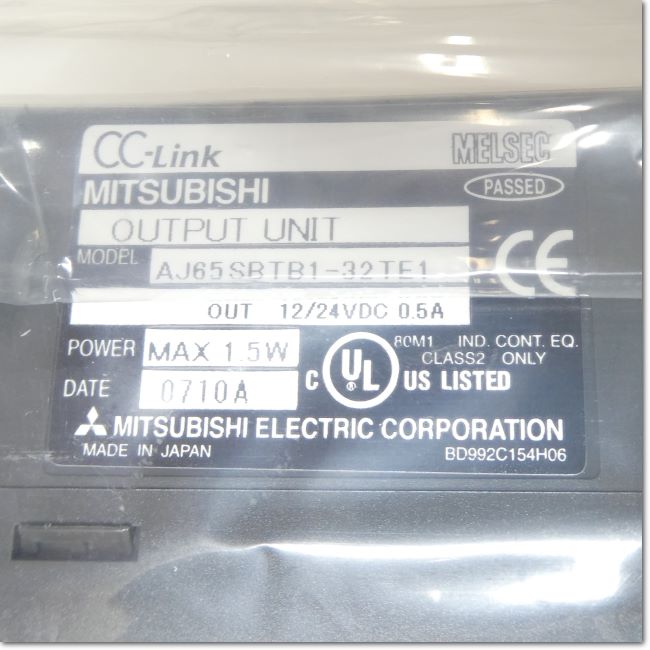 CC-Link MELSEC
MITSUBISHI PASSED
OUTPUT UNIT
MODEL AJ65SBTB1-32TE1 CE
OUT 12/24VDC 0.5A
POWER MAX 1.5W
80M1 IND. CONT. EQ.
CLASS2 ONLY
DATE 0710A
C UL US LISTED
MITSUBISHI ELECTRIC CORPORATION
MADE IN JAPAN BD992C154H06